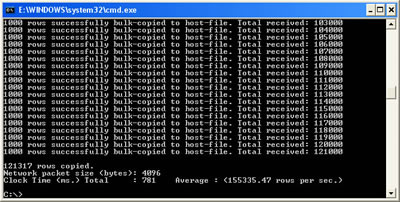 E:\WINDOWS\system32\cmd.exe
1000 rows successfully bulk-copied to host-file. Total received: 103000
1000 rows successfully bulk-copied to host-file. Total received: 104000
1000 rows successfully bulk-copied to host-file. Total received: 105000
1000 rows successfully bulk-copied to host-file. Total received: 106000
1000 rows successfully bulk-copied to host-file. Total received: 107000
1000 rows successfully bulk-copied to host-file. Total received: 108000
1000 rows successfully bulk-copied to host-file. Total received: 109000
1000 rows successfully bulk-copied to host-file. Total received: 110000
1000 rows successfully bulk-copied to host-file. Total received: 111000
1000 rows successfully bulk-copied to host-file. Total received: 112000
1000 rows successfully bulk-copied to host-file. Total received: 113000
1000 rows successfully bulk-copied to host-file. Total received: 114000
1000 rows successfully bulk-copied to host-file. Total received: 115000
1000 rows successfully bulk-copied to host-file. Total received: 116000
1000 rows successfully bulk-copied to host-file. Total received: 117000
1000 rows successfully bulk-copied to host-file. Total received: 118000
1000 rows successfully bulk-copied to host-file. Total received: 119000
1000 rows successfully bulk-copied to host-file. Total received: 120000
1000 rows successfully bulk-copied to host-file. Total received: 121000
121317 rows copied.
Network packet size (bytes): 4096
Clock Time (ms.) Total     : 781    Average : (155335.47 rows per sec.)
C:\>